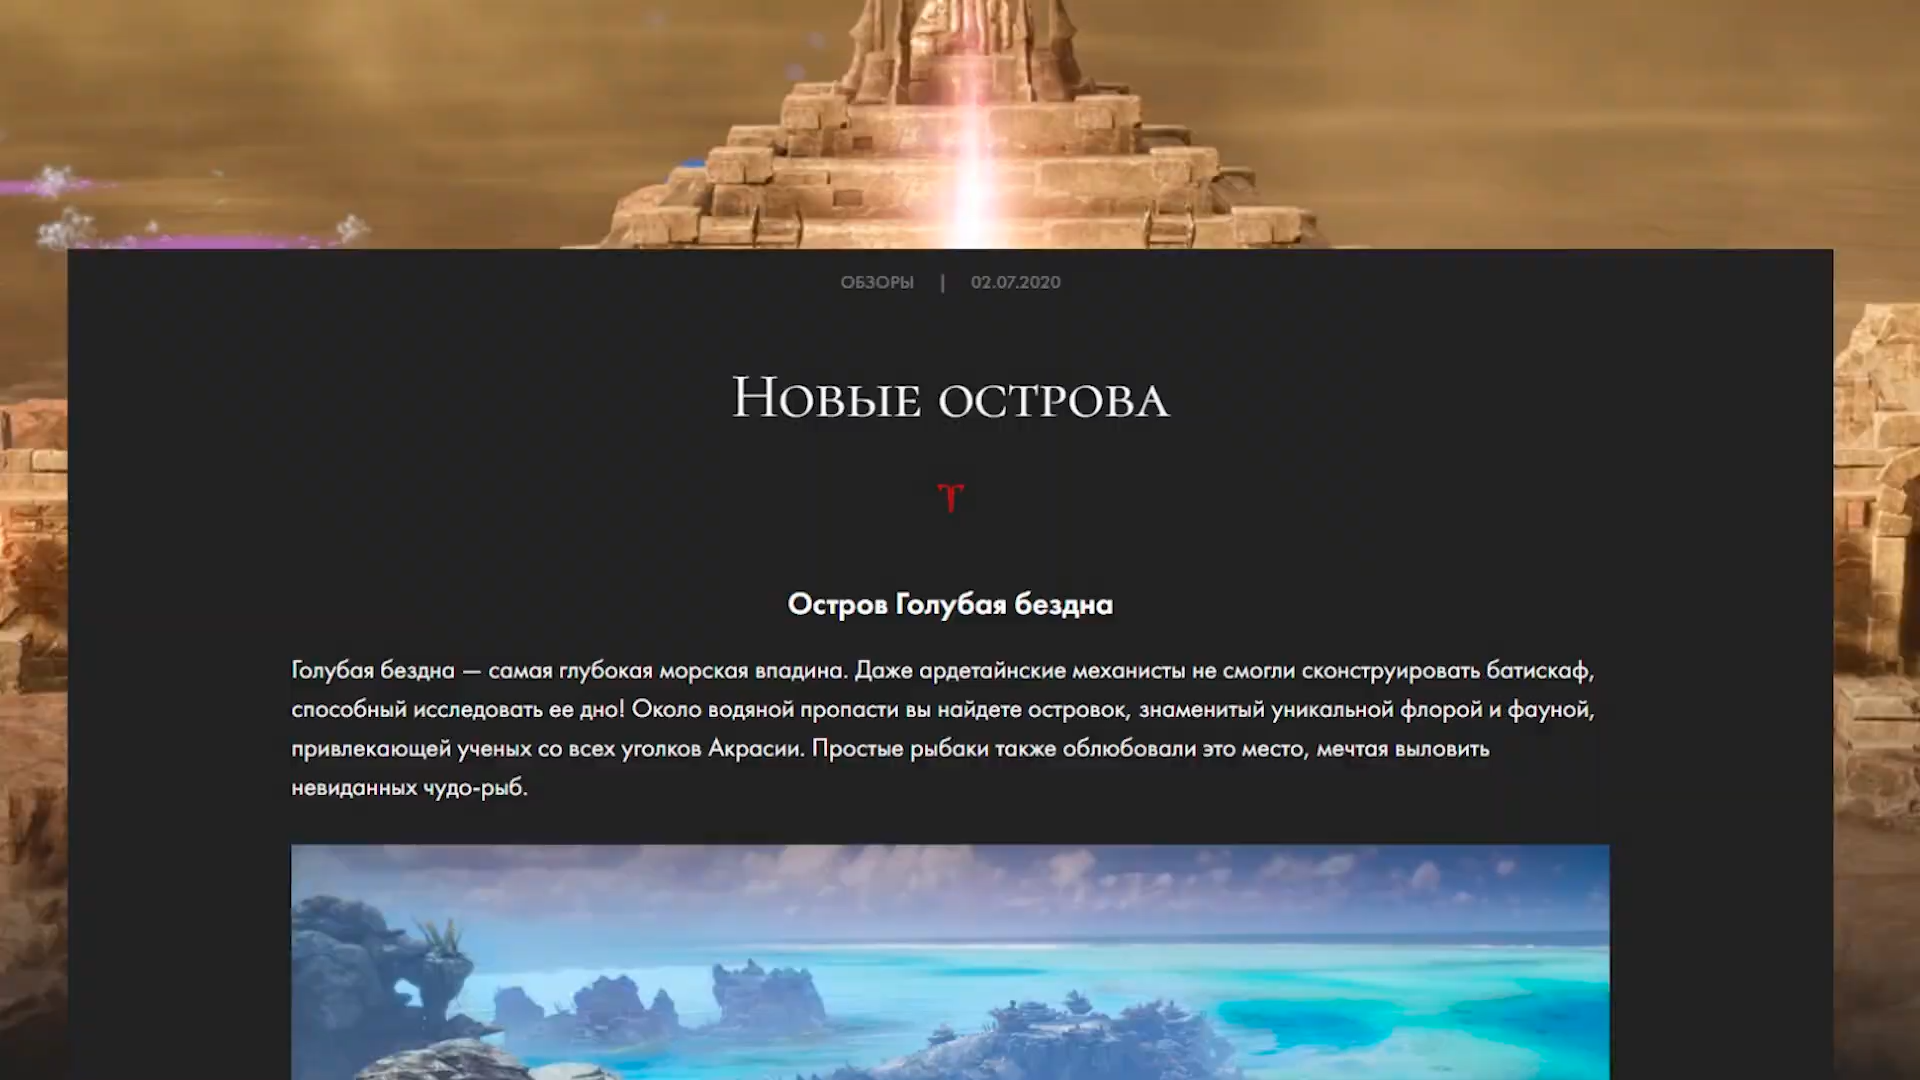 ОБЗОРЫ | 02.07.2020
Новые острова
Остров Голубая бездна
Голубая бездна — самая глубокая морская впадина. Даже ардетайнские механисты не смогли сконструировать батискаф,
способный исследовать ее дно! Около водяной пропасти вы найдете островок, знаменитый уникальной флорой и фауной,
привлекающей ученых со всех уголков Акрасии. Простые рыбаки также облюбовали это место, мечтая выловить
невиданных чудо-рыб.